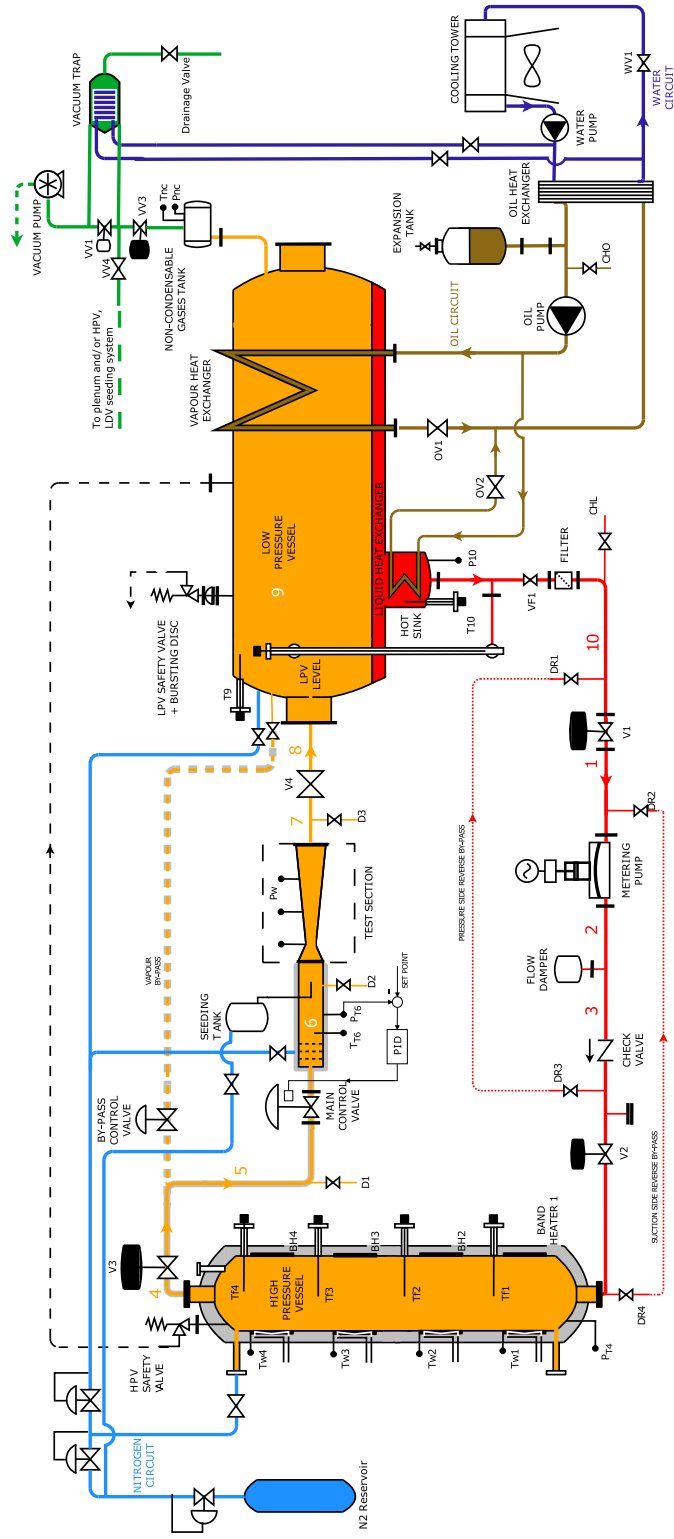 VACUUM TRAP
Drainage Valve
VACUUM PUMP
VV1
VV4
VV3
Tnc
Pnc
NON-CONDENSABLE
GASES TANK
To plenum and/or HPV,
LDV seeding system
COOLING TOWER
WATER
PUMP
WV1
WATER
CIRCUIT
OIL HEAT
EXCHANGER
EXPANSION
TANK
CHO
OIL
PUMP
OIL CIRCUIT
VAPOUR HEAT
EXCHANGER
OV1
OV2
LOW
PRESSURE
VESSEL
9
LIQUID HEAT EXCHANGER
HOT
SINK
P10
T10
LPV
LEVEL
T9
LPV SAFETY VALVE
+ BURSTING DISC
VF1
FILTER
CHL
10
DR1
V1
1
DR2
METERING
PUMP
2
FLOW
DAMPER
3
CHECK
VALVE
DR3
V2
DR4
PRESSURE SIDE REVERSE BY-PASS
SUCTION SIDE REVERSE BY-PASS
8
V4
7
D3
Pw
TEST SECTION
VAPOUR
BY-PASS
SEEDING
TANK
6
D2
PT6
TT6
SET POINT
-
PID
MAIN
CONTROL
VALVE
BY-PASS
CONTROL
VALVE
5
D1
V3
4
HIGH
PRESSURE
VESSEL
Tf4
Tf3
Tf2
Tf1
BH4
BH3
BH2
BAND
HEATER 1
Tw4
Tw3
Tw2
Tw1
PT4
HPV
SAFETY
VALVE
NITROGEN
CIRCUIT
N2 Reservoir